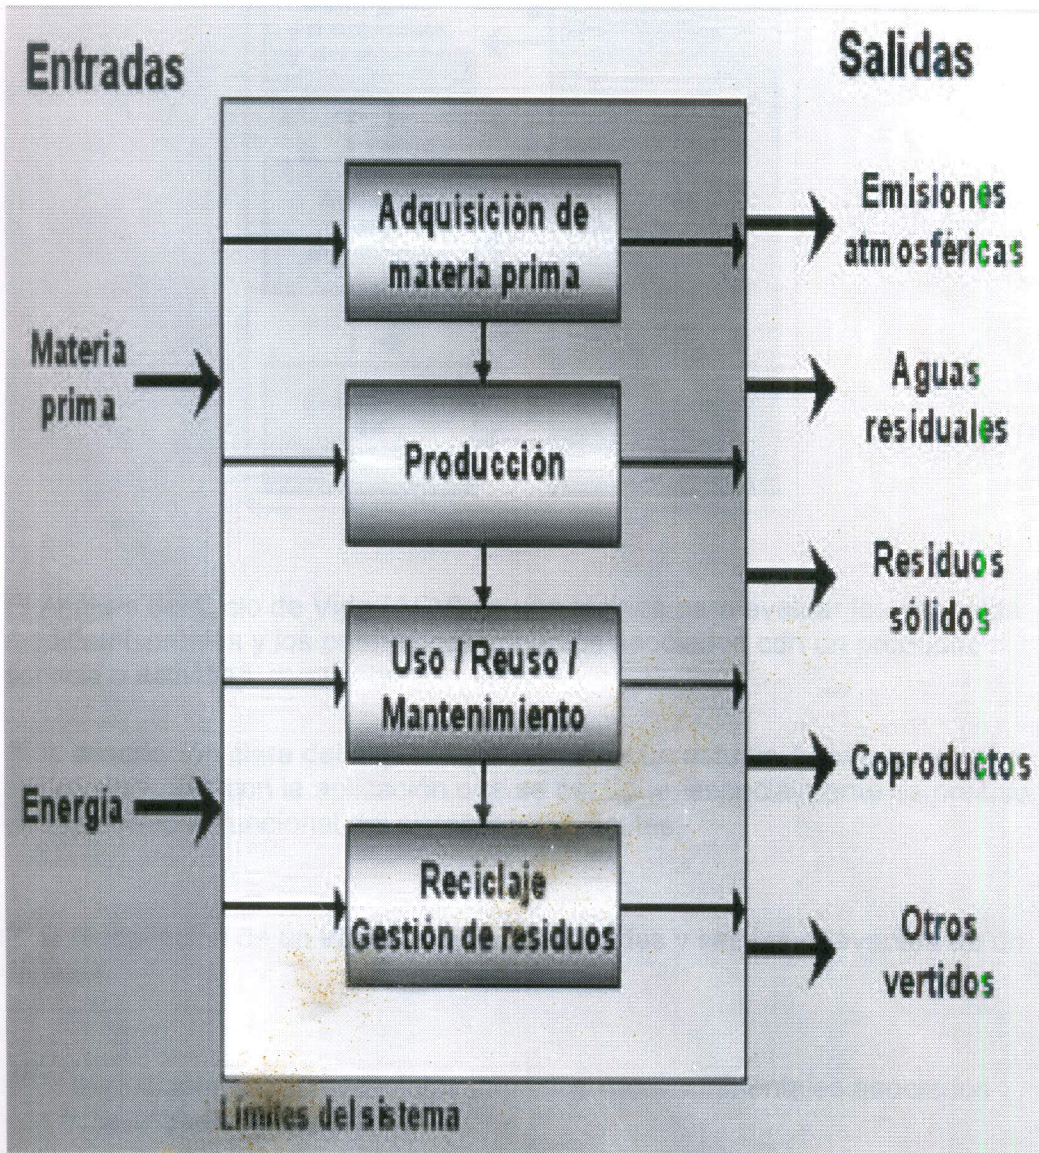 Entradas
Salidas
Adquisición de
materia prima
Emisiones
atmosféricas
Materia
prima
Aguas
residuales
Producción
Residuos
sólidos
Uso / Reuso /
Mantenimiento
Energía
Coproductos
Reciclaje
Gestión de residuos
Otros
vertidos
Límites del sistema